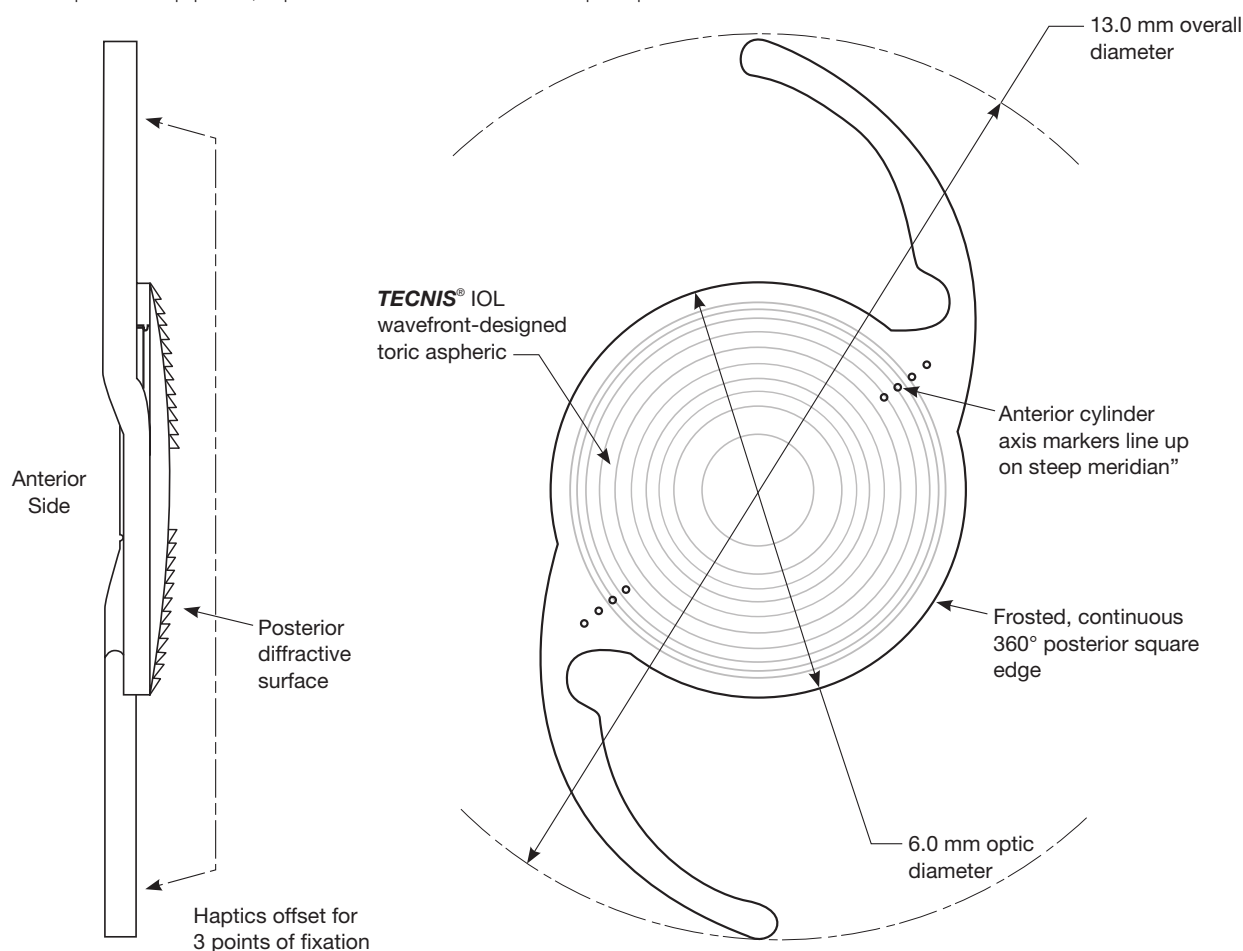 13.0 mm overall
diameter
TECNIS® IOL
wavefront-designed
toric aspheric
Anterior cylinder
axis markers line up
on steep meridian”
Anterior
Side
Posterior
diffractive
surface
Frosted, continuous
360° posterior square
edge
6.0 mm optic
diameter
Haptics offset for
3 points of fixation